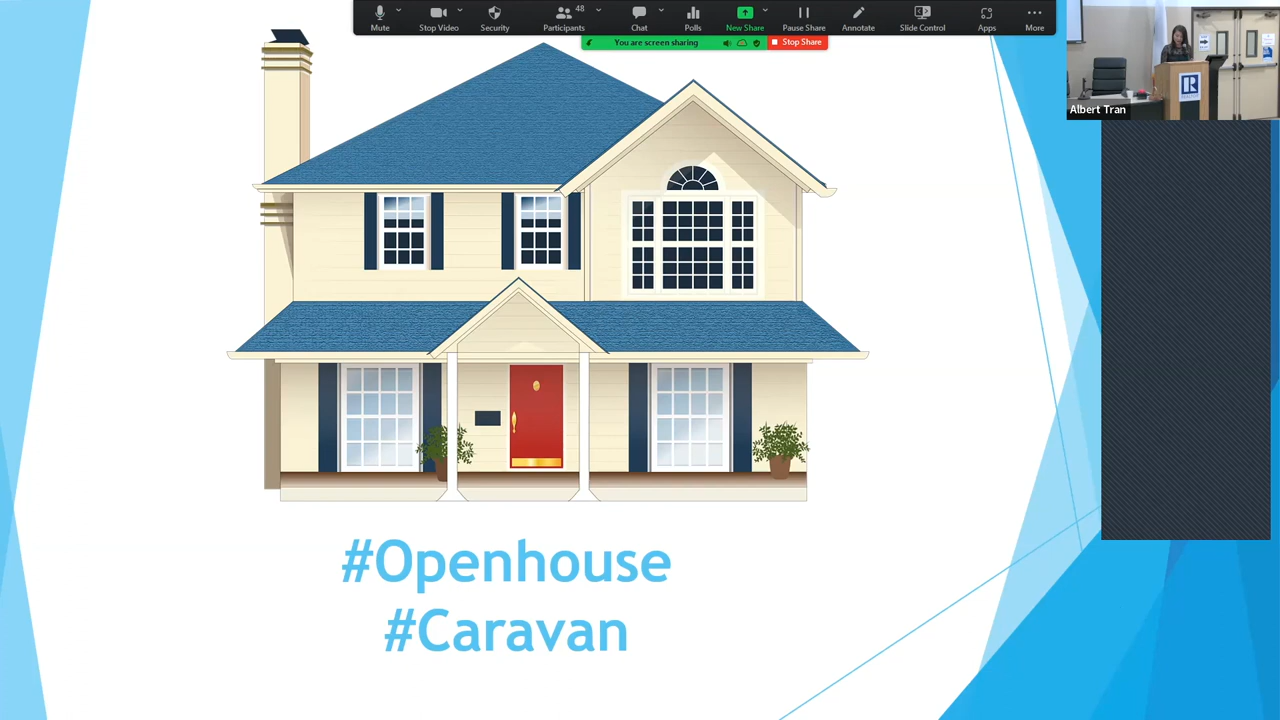 Mute
Stop Video
Security
Participants
48
Chat
Polls
New Share
Pause Share
Annotate
Slide Control
Apps
More
You are screen sharing
Stop Share
Albert Tran
#Openhouse
#Caravan